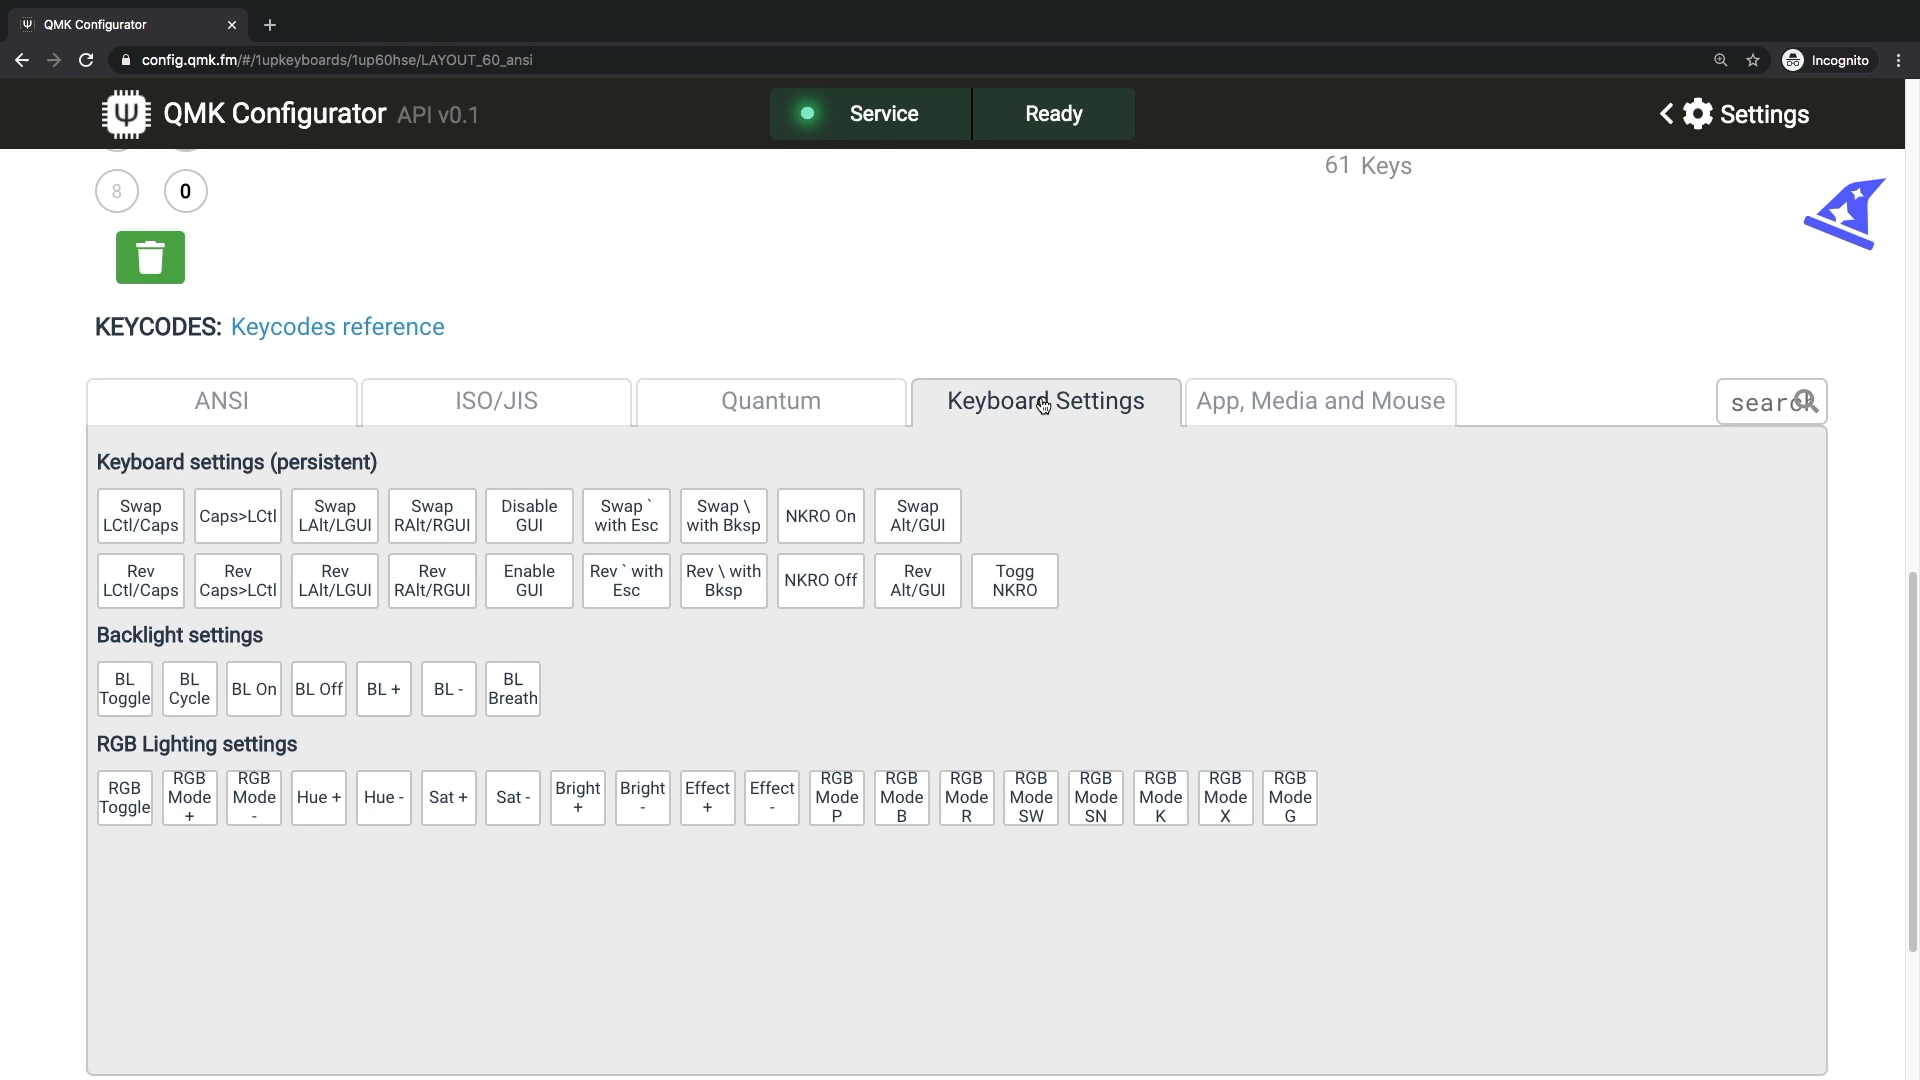 QMK Configurator
config.qmk.fm/#/1upkeyboards/1up60hse/LAYOUT_60_ansi
Incognito
QMK Configurator API v0.1
Service
Ready
Settings
61 Keys
8
0
KEYCODES: Keycodes reference
ANSI
ISO/JIS
Quantum
Keyboard Settings
App, Media and Mouse
search
Keyboard settings (persistent)
Swap
LCtl/Caps
Caps>LCtl
Swap
LAlt/LGUI
Swap
RAlt/RGUI
Disable
GUI
Swap `
with Esc
Swap \
with Bksp
NKRO On
Swap
Alt/GUI
Rev
LCtl/Caps
Rev
Caps>LCtl
Rev
LAlt/LGUI
Rev
RAlt/RGUI
Enable
GUI
Rev ` with
Esc
Rev \ with
Bksp
NKRO Off
Rev
Alt/GUI
Togg
NKRO
Backlight settings
BL
Toggle
BL
Cycle
BL On
BL Off
BL +
BL -
BL
Breath
RGB Lighting settings
RGB
Toggle
RGB
Mode
+
RGB
Mode
-
Hue +
Hue -
Sat +
Sat -
Bright
+
Bright
-
Effect
+
Effect
-
RGB
Mode
P
RGB
Mode
B
RGB
Mode
R
RGB
Mode
SW
RGB
Mode
SN
RGB
Mode
K
RGB
Mode
X
RGB
Mode
G